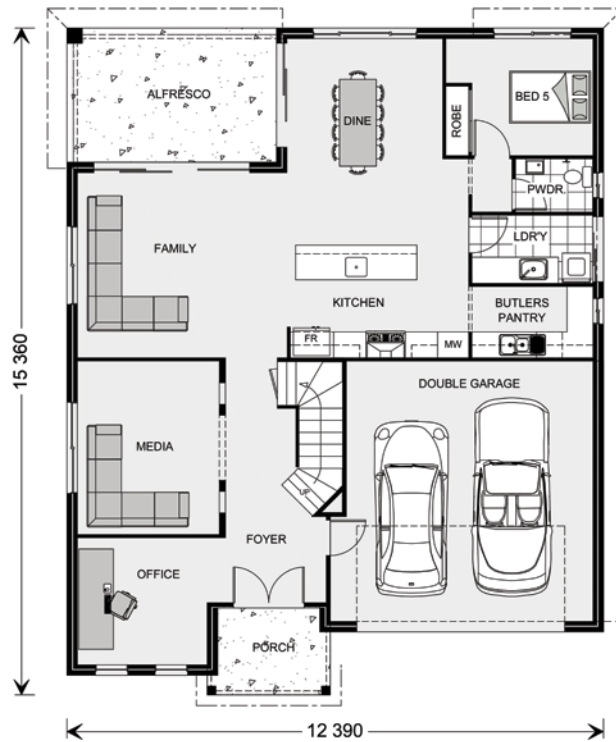 ALFRESCO
DINE
ROBE
BED 5
PWDR.
LDR'Y
FAMILY
KITCHEN
BUTLERS
PANTRY
FR
MW
15 360
DOUBLE GARAGE
MEDIA
UP
FOYER
OFFICE
PORCH
12 390